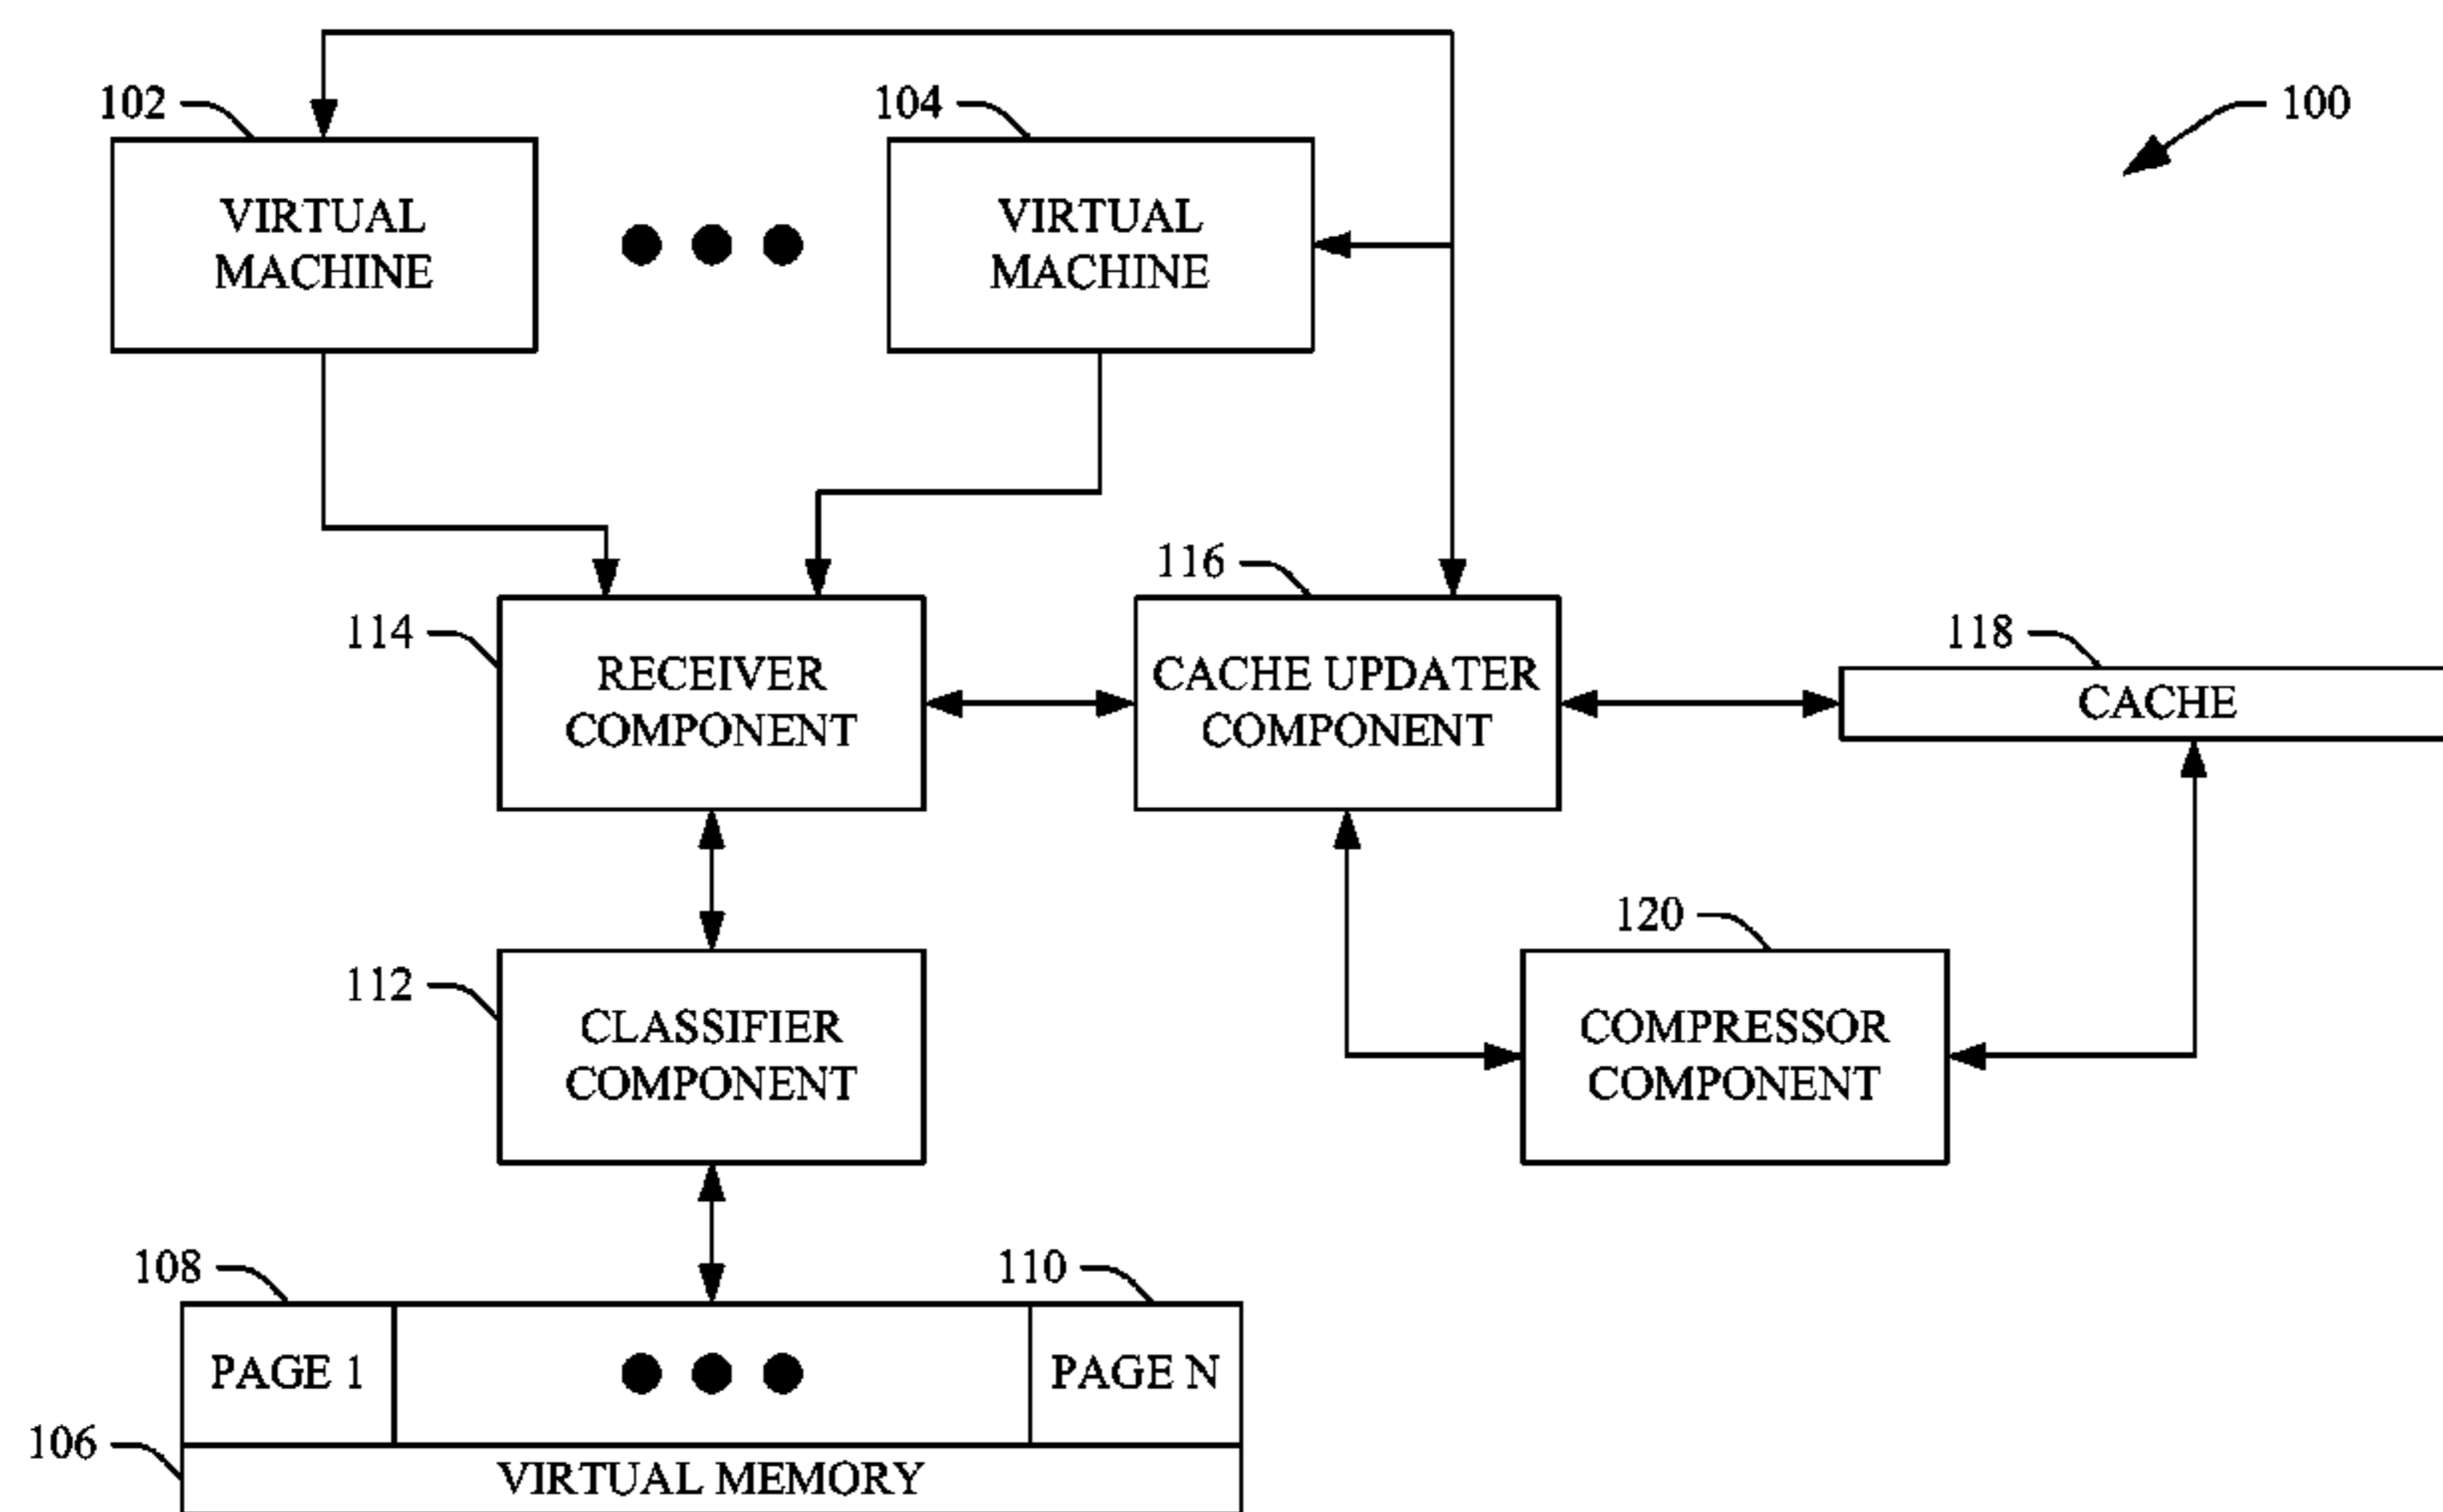 102
104
100
VIRTUAL
MACHINE
VIRTUAL
MACHINE
116
114
118
RECEIVER
COMPONENT
CACHE UPDATER
COMPONENT
CACHE
120
112
CLASSIFIER
COMPONENT
COMPRESSOR
COMPONENT
108
110
PAGE 1
PAGE N
106
VIRTUAL MEMORY